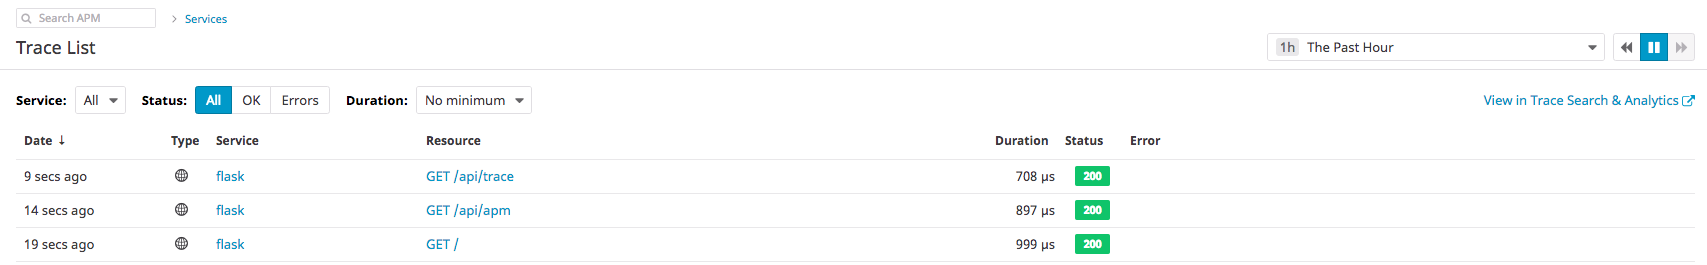 Search APM > Services
Trace List
1h The Past Hour
Service: All Status: All OK Errors Duration: No minimum View in Trace Search & Analytics
Date ↓ Type Service Resource Duration Status Error
9 secs ago flask GET /api/trace 708 µs 200
14 secs ago flask GET /api/apm 897 µs 200
19 secs ago flask GET / 999 µs 200